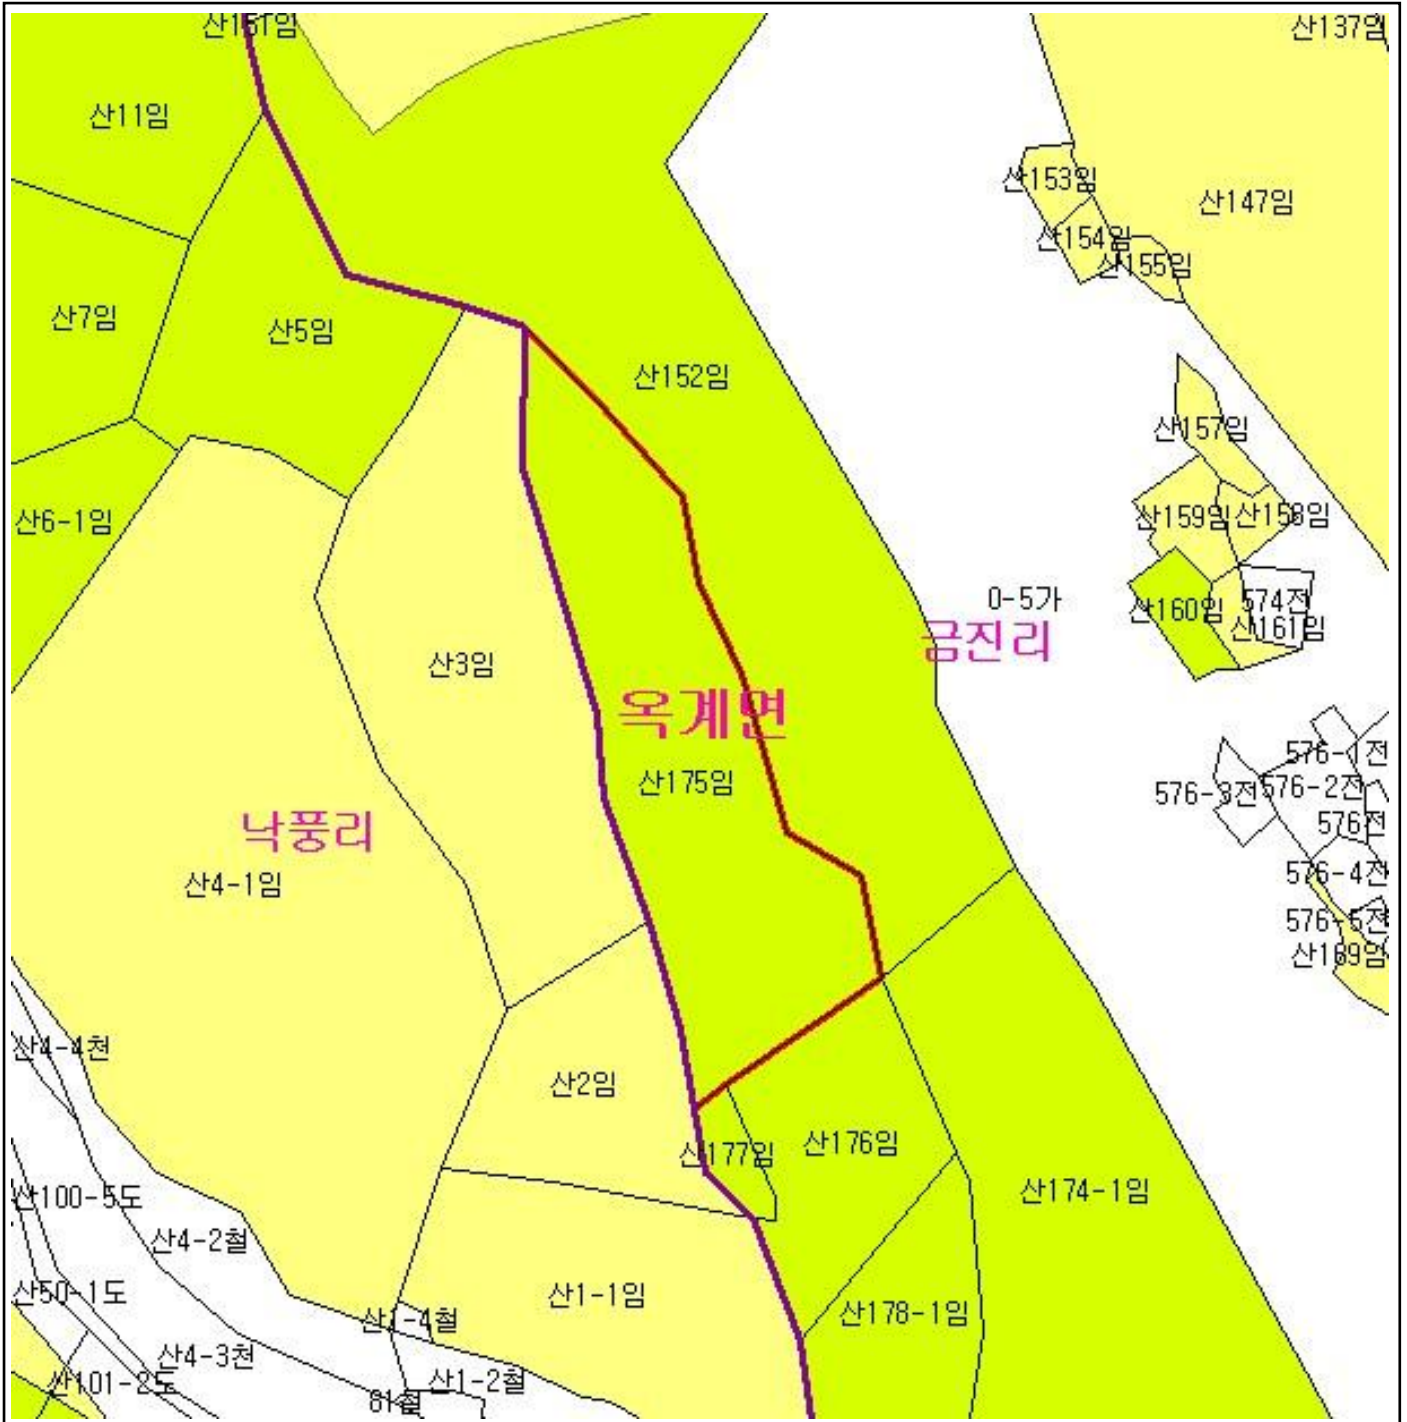 산151임
산137임
산11임
산153임
산147임
산154임
산155임
산7임
산5임
산152임
산157임
산6-1임
산159임
산158임
0-5가
574전
산160임
산161임
금진리
산3임
옥계면
576-1전
산175임
576-3전
576-2전
576전
낙풍리
산4-1임
576-4전
576-5전
산169임
산4-4천
산2임
산177임
산176임
산174-1임
산100-5도
산4-2철
산50-1도
산1-1임
산1-4철
산178-1임
산4-3천
산101-2도
산1-2철
81철